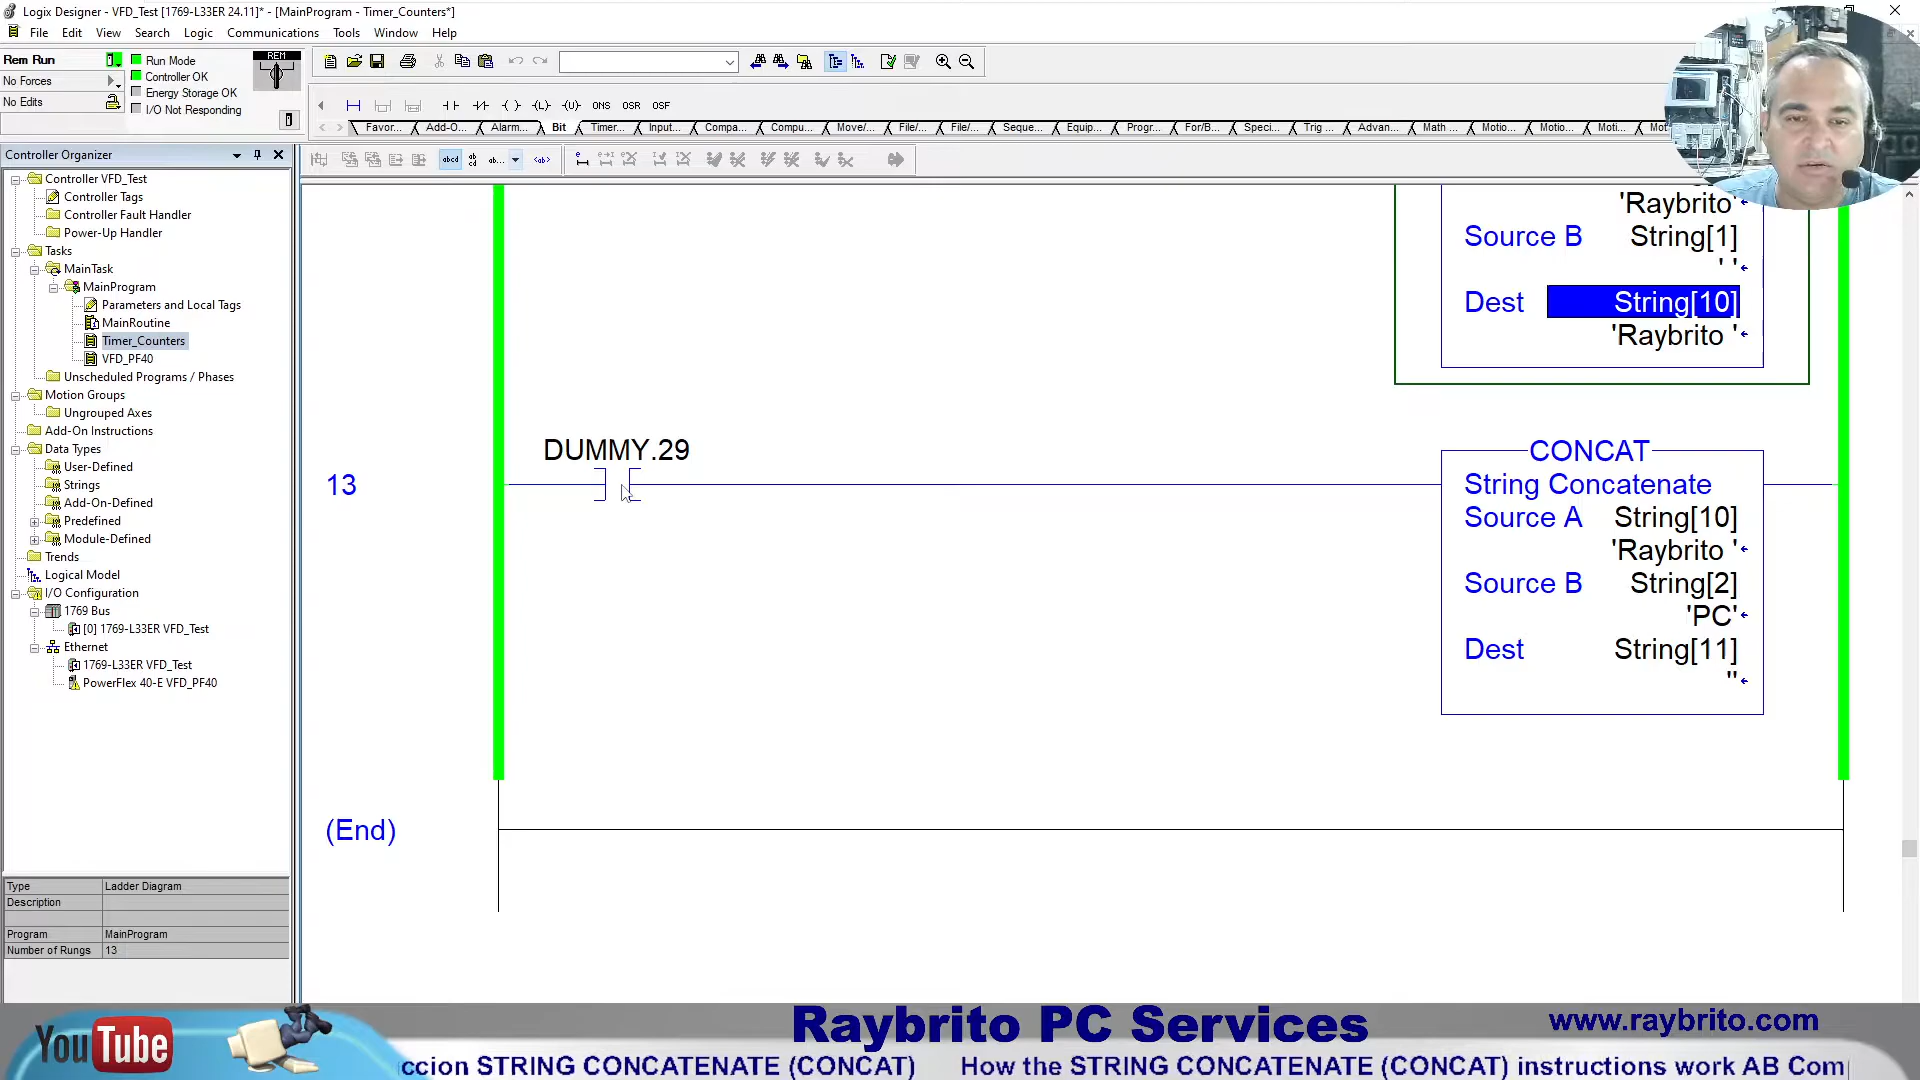 Logix Designer - VFD_Test [1769-L33ER 24.11]* - [MainProgram - Timer_Counters*]
File Edit View Search Logic Communications Tools Window Help
Rem Run
No Forces
No Edits
Run Mode
Controller OK
Energy Storage OK
I/O Not Responding
REM
ONS OSR OSF
Favor... Add-O... Alarm... Bit Timer... Input... Compa... Compu... Move/... File/... File/... Seque... Equip... Progr... For/B... Speci... Trig ... Advan... Math ... Motio... Motio... Moti... Mot
Controller Organizer
Controller VFD_Test
Controller Tags
Controller Fault Handler
Power-Up Handler
Tasks
MainTask
MainProgram
Parameters and Local Tags
MainRoutine
Timer_Counters
VFD_PF40
Unscheduled Programs / Phases
Motion Groups
Ungrouped Axes
Add-On Instructions
Data Types
User-Defined
Strings
Add-On-Defined
Predefined
Module-Defined
Trends
Logical Model
I/O Configuration
1769 Bus
[0] 1769-L33ER VFD_Test
Ethernet
1769-L33ER VFD_Test
PowerFlex 40-E VFD_PF40
Type Ladder Diagram
Description
Program MainProgram
Number of Rungs 13
abcd
ab
cd
ab...
<ab>
'Raybrito'
Source B String[1]
' '
Dest String[10]
'Raybrito '
DUMMY.29
13
CONCAT
String Concatenate
Source A String[10]
'Raybrito '
Source B String[2]
'PC'
Dest String[11]
''
(End)
YouTube
Raybrito PC Services
www.raybrito.com
ccion STRING CONCATENATE (CONCAT) How the STRING CONCATENATE (CONCAT) instructions work AB Com